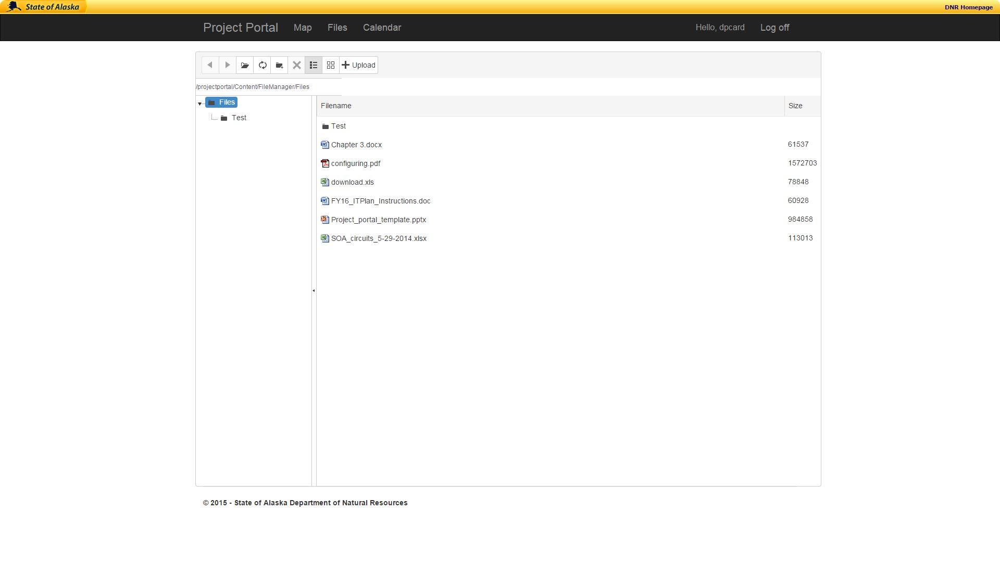 State of Alaska DNR Homepage
Project Portal Map Files Calendar Hello, dpcard Log off
Upload
/projectportal/Content/FileManager/Files
Files
Test
Filename Size
Test
Chapter 3.docx 61537
configuring.pdf 1572703
download.xls 78848
FY16_ITPlan_Instructions.doc 60928
Project_portal_template.pptx 984858
SOA_circuits_5-29-2014.xlsx 113013
© 2015 - State of Alaska Department of Natural Resources